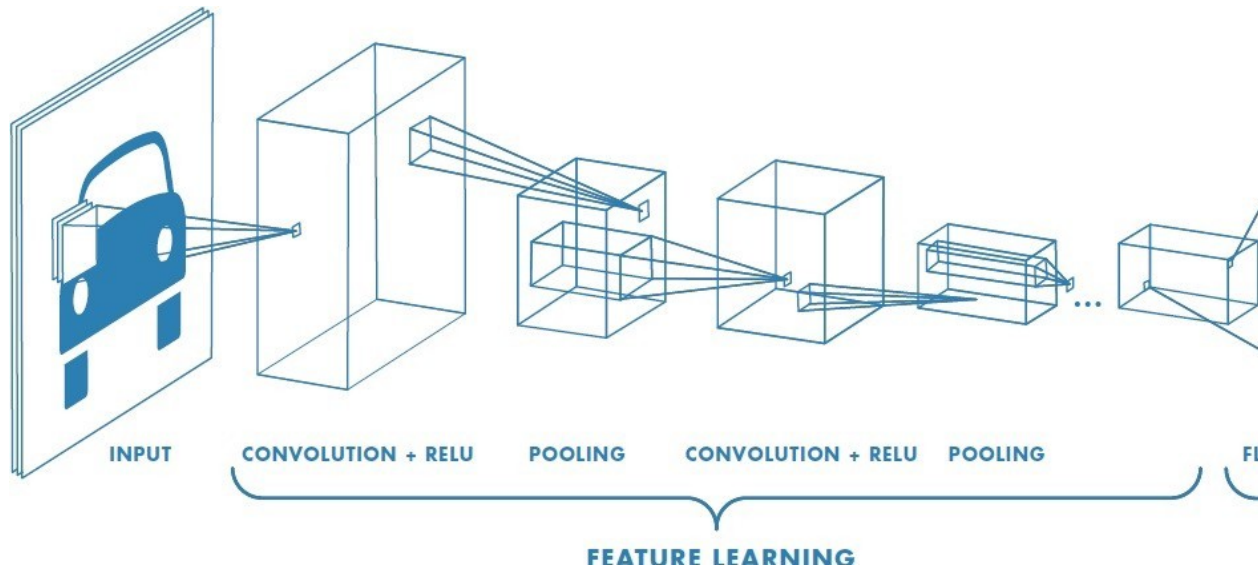 INPUT CONVOLUTION + RELU POOLING CONVOLUTION + RELU POOLING
FEATURE LEARNING